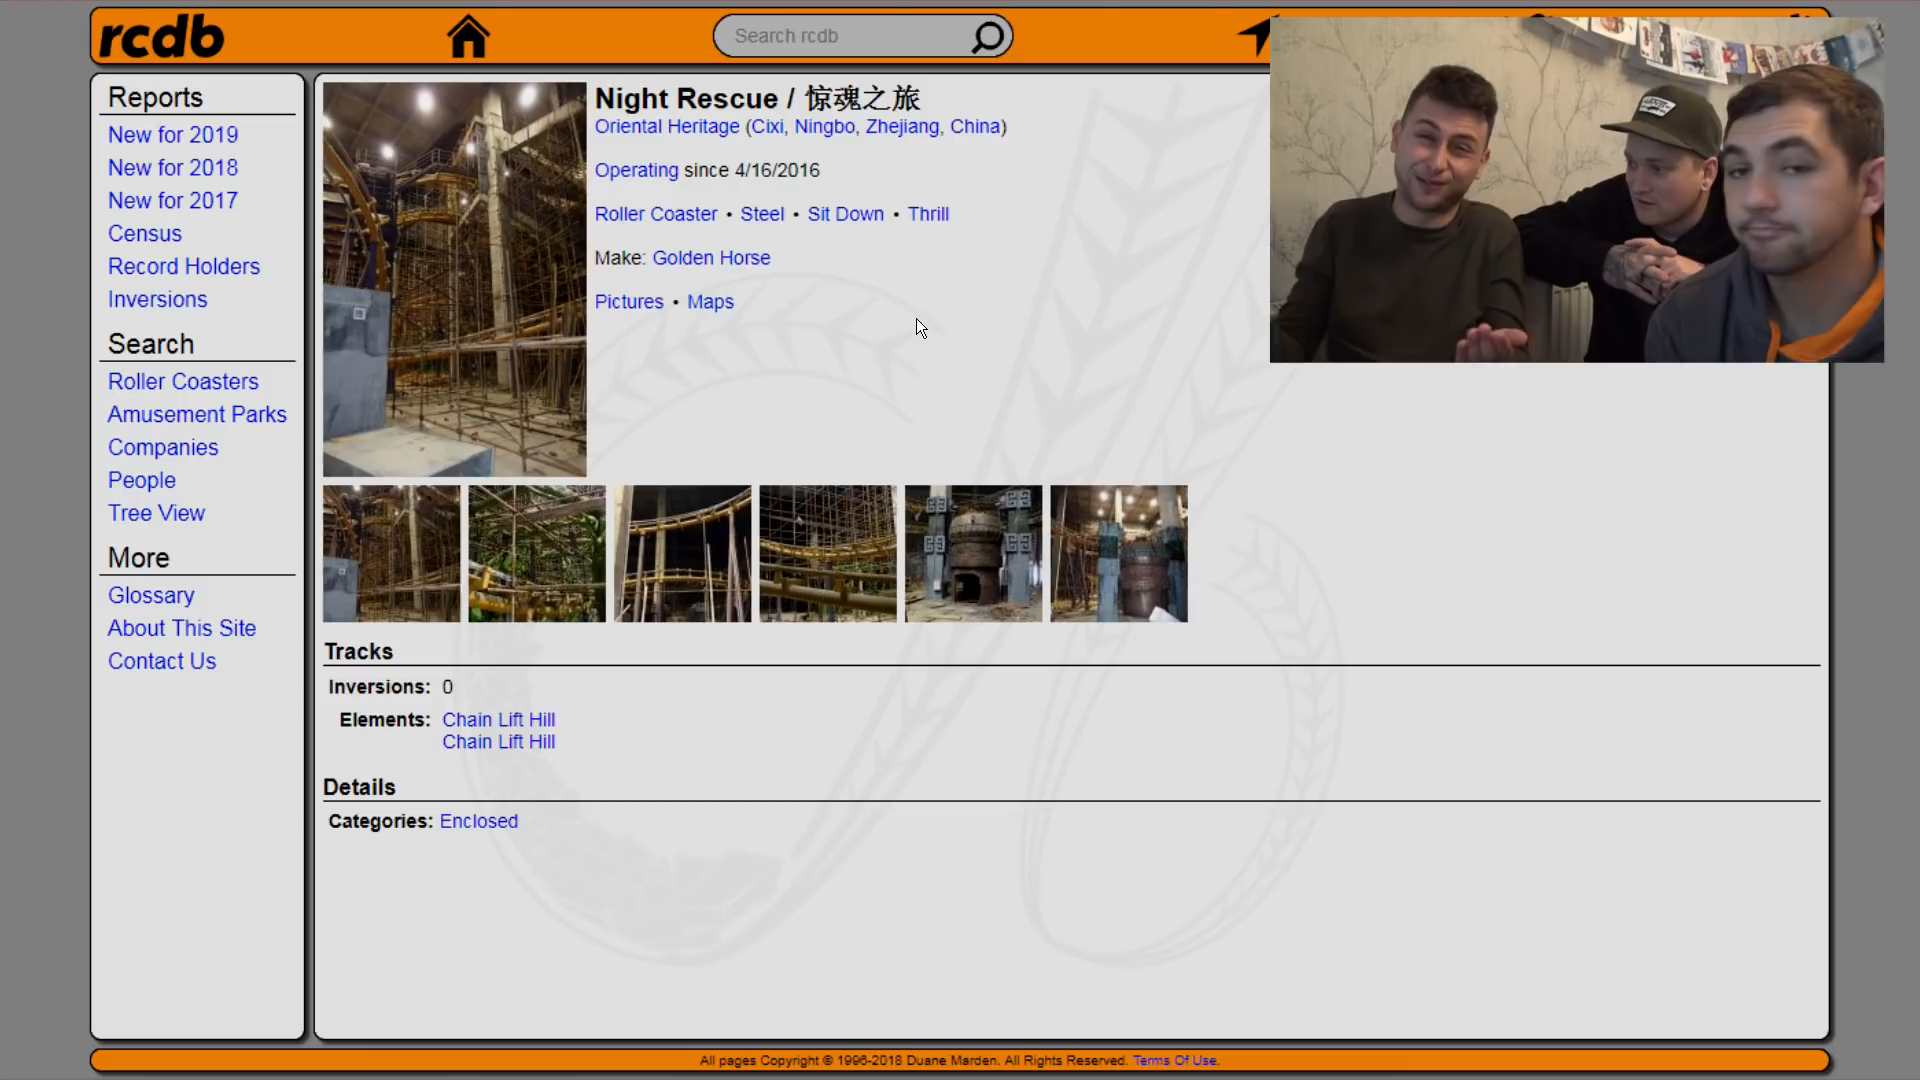 rcdb
Search rcdb
Reports
New for 2019
New for 2018
New for 2017
Census
Record Holders
Inversions
Search
Roller Coasters
Amusement Parks
Companies
People
Tree View
More
Glossary
About This Site
Contact Us
Night Rescue / 惊魂之旅
Oriental Heritage (Cixi, Ningbo, Zhejiang, China)
Operating since 4/16/2016
Roller Coaster • Steel • Sit Down • Thrill
Make: Golden Horse
Pictures • Maps
Tracks
Inversions: 0
Elements: Chain Lift Hill
Chain Lift Hill
Details
Categories: Enclosed
All pages Copyright © 1996-2018 Duane Marden. All Rights Reserved. Terms Of Use.